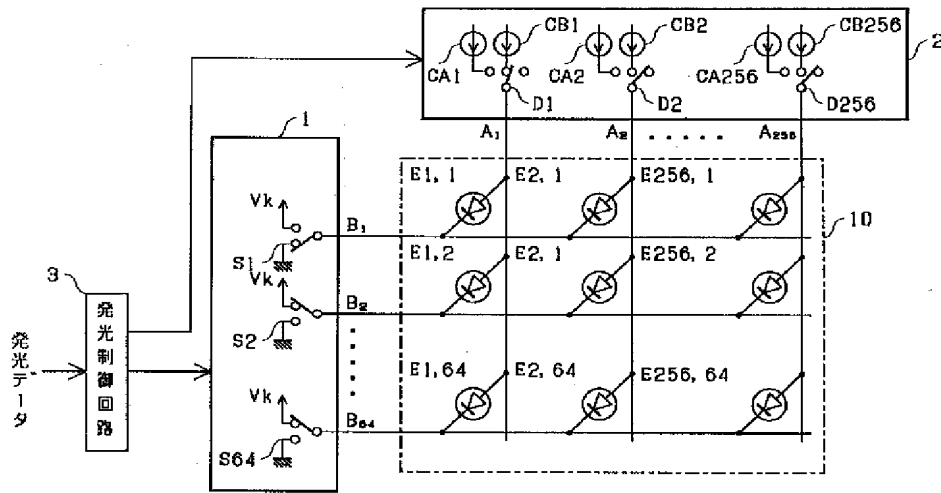 CB1 CB2 CB256
2
CA1 CA2 CA256
D1 D2 D256
A₁ A₂ ・・・・・ A₂₅₆
1
E1, 1 E2, 1 E256, 1
Vk
B₁
10
S1
E1, 2 E2, 1 E256, 2
Vk
3
B₂
S2
発光データ
発光制御回路
E1, 64 E2, 64 E256, 64
Vk
B₆₄
S64